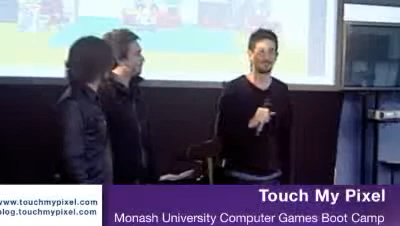 Touch My Pixel
www.touchmypixel.com
blog.touchmypixel.com
Monash University Computer Games Boot Camp